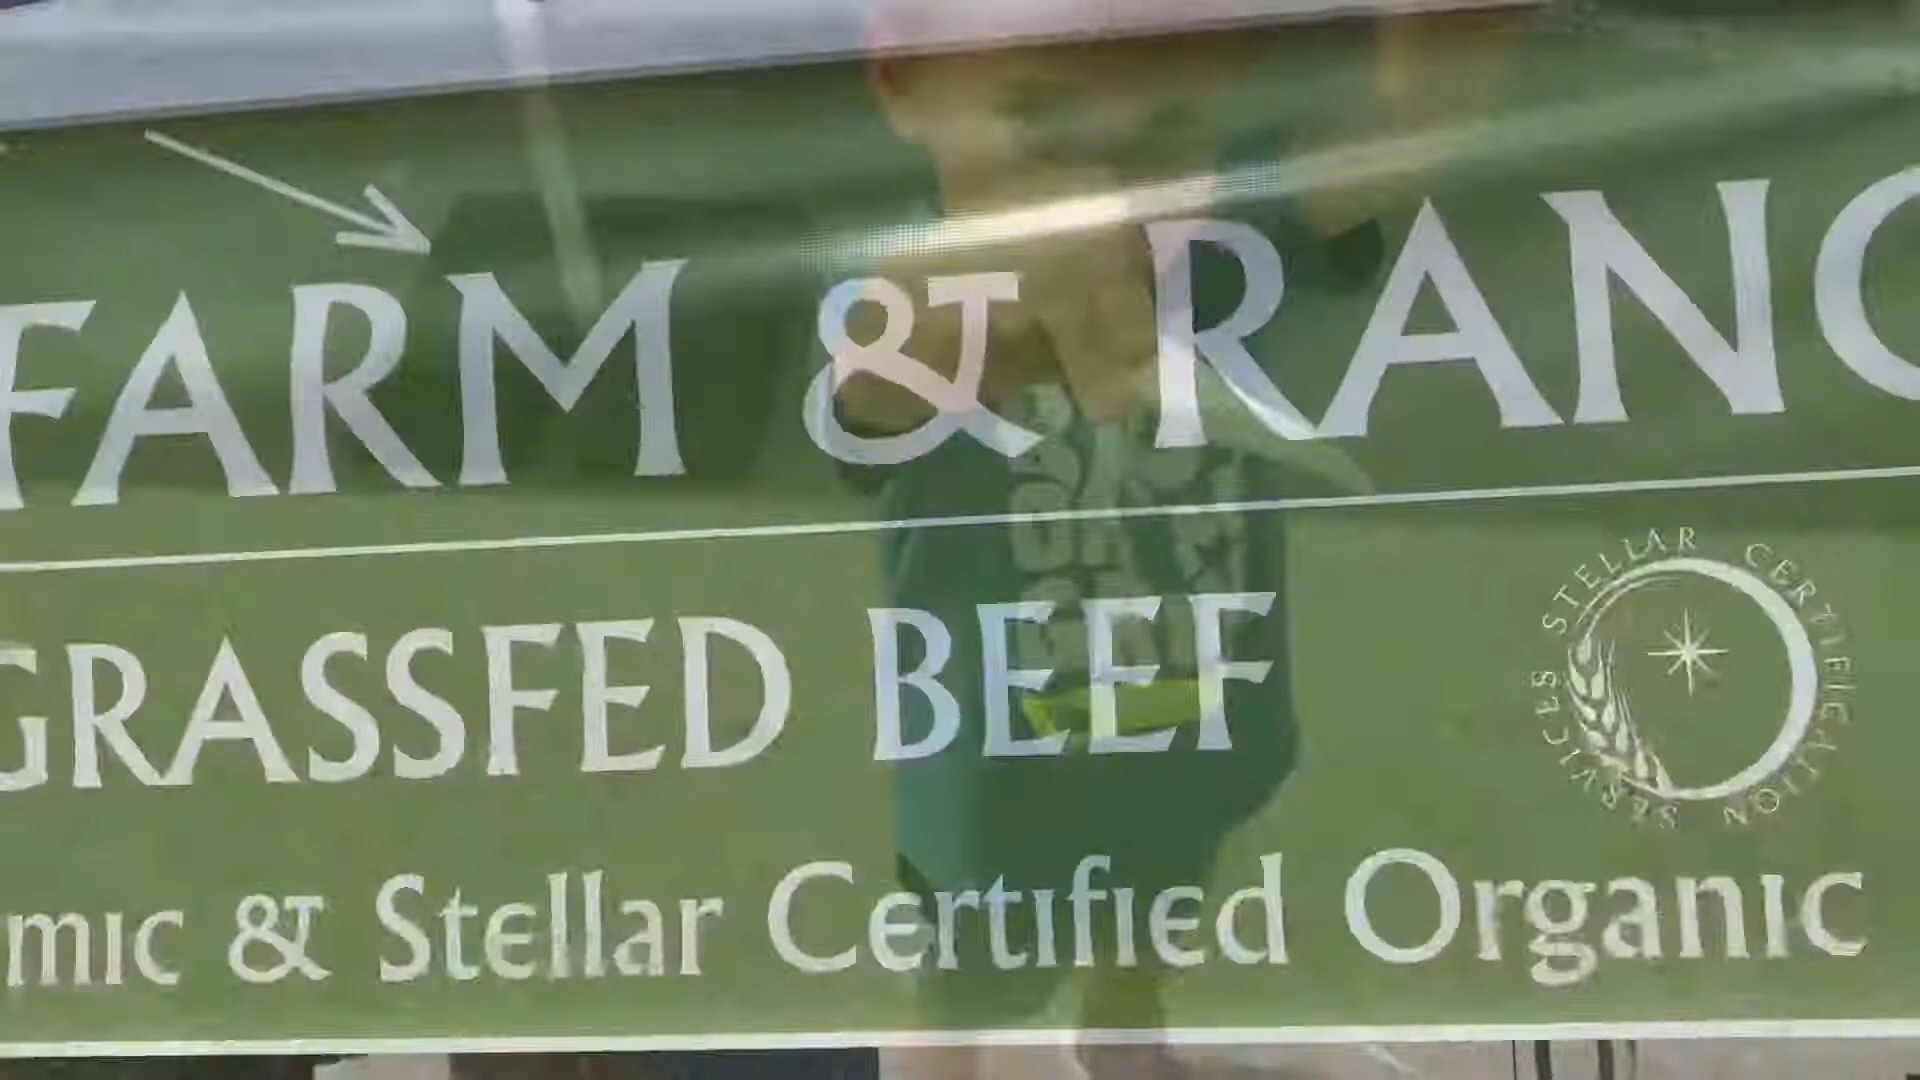 FARM & RANC
GRASSFED BEEF
STELLAR CERTIFICATION SERVICES
mic & Stellar Certified Organic